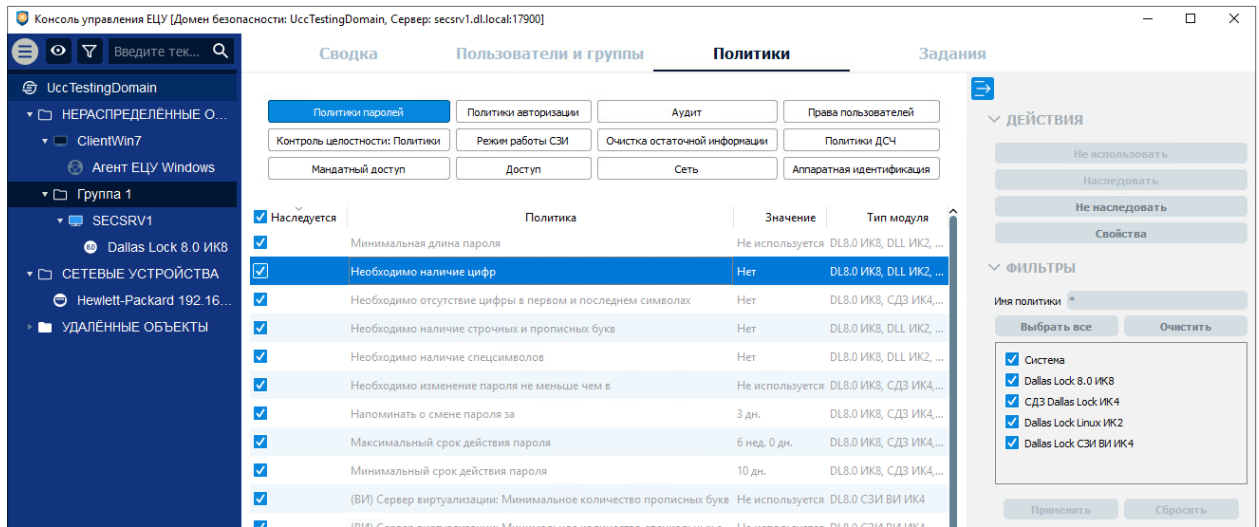 Консоль управления ЕЦУ [Домен безопасности: UccTestingDomain, Сервер: secsrv1.dl.local:17900]
Введите тек...
UccTestingDomain
НЕРАСПРЕДЕЛЁННЫЕ О...
ClientWin7
Агент ЕЦУ Windows
Группа 1
SECSRV1
8.0 Dallas Lock 8.0 ИК8
СЕТЕВЫЕ УСТРОЙСТВА
Hewlett-Packard 192.16...
УДАЛЁННЫЕ ОБЪЕКТЫ
Сводка Пользователи и группы Политики Задания
Политики паролей Политики авторизации Аудит Права пользователей
Контроль целостности: Политики Режим работы СЗИ Очистка остаточной информации Политики ДСЧ
Мандатный доступ Доступ Сеть Аппаратная идентификация
Наследуется Политика Значение Тип модуля
Минимальная длина пароля Не используется DL8.0 ИК8, DLL ИК2, ...
Необходимо наличие цифр Нет DL8.0 ИК8, DLL ИК2, ...
Необходимо отсутствие цифры в первом и последнем символах Нет DL8.0 ИК8, СДЗ ИК4,...
Необходимо наличие строчных и прописных букв Нет DL8.0 ИК8, DLL ИК2, ...
Необходимо наличие спецсимволов Нет DL8.0 ИК8, DLL ИК2, ...
Необходимо изменение пароля не меньше чем в Не используется DL8.0 ИК8, СДЗ ИК4,...
Напоминать о смене пароля за 3 дн. DL8.0 ИК8, СДЗ ИК4,...
Максимальный срок действия пароля 6 нед. 0 дн. DL8.0 ИК8, СДЗ ИК4,...
Минимальный срок действия пароля 10 дн. DL8.0 ИК8, СДЗ ИК4,...
(ВИ) Сервер виртуализации: Минимальное количество прописных букв Не используется DL8.0 СЗИ ВИ ИК4
ДЕЙСТВИЯ
Не использовать
Наследовать
Не наследовать
Свойства
ФИЛЬТРЫ
Имя политики *
Выбрать все Очистить
Система
Dallas Lock 8.0 ИК8
СДЗ Dallas Lock ИК4
Dallas Lock Linux ИК2
Dallas Lock СЗИ ВИ ИК4
Применить Сбросить